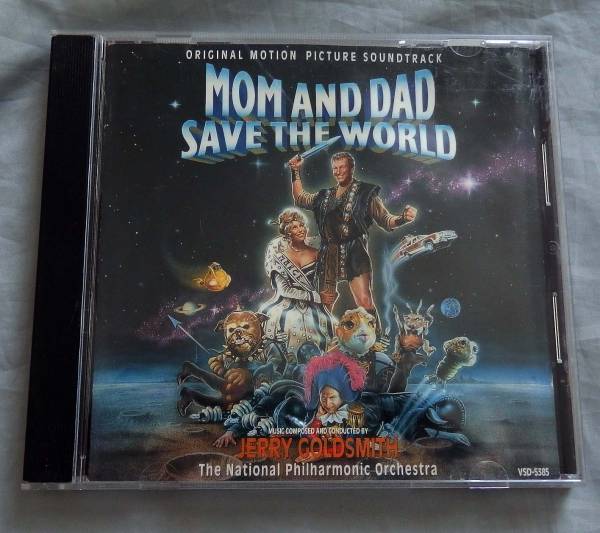 ORIGINAL MOTION PICTURE SOUNDTRACK
MOM AND DAD
SAVE THE WORLD
MUSIC COMPOSED AND CONDUCTED BY
JERRY GOLDSMITH
The National Philharmonic Orchestra
VSD-5385